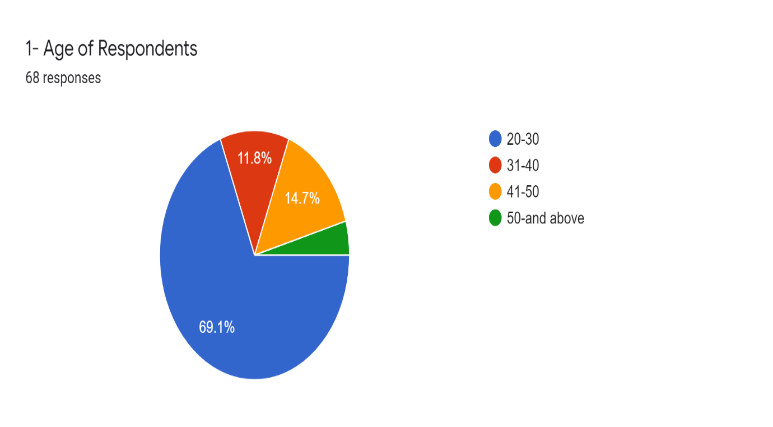 1- Age of Respondents
68 responses
11.8%
14.7%
69.1%
20-30
31-40
41-50
50-and above